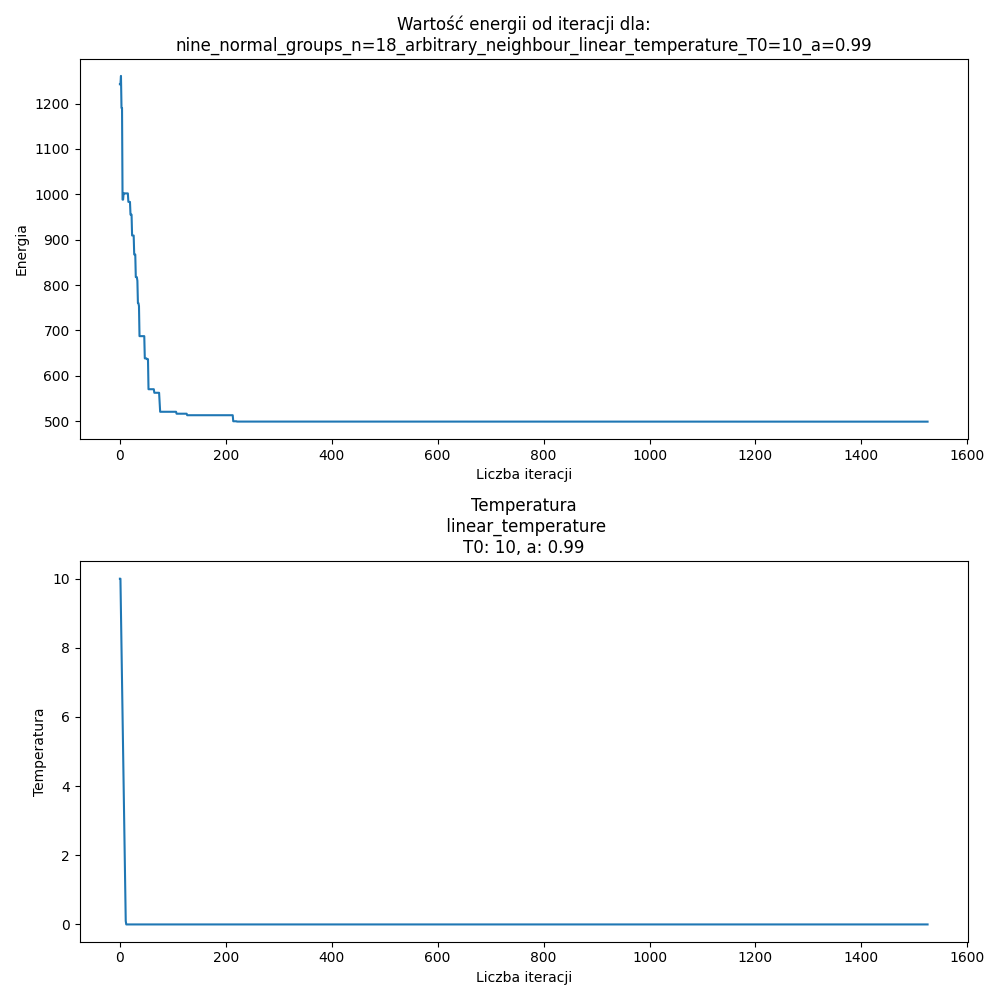 Wartość energii od iteracji dla:
nine_normal_groups_n=18_arbitrary_neighbour_linear_temperature_T0=10_a=0.99
1200
1100
1000
900
800
700
600
500
Energia
0 200 400 600 800 1000 1200 1400 1600
Liczba iteracji
Temperatura
linear_temperature
T0: 10, a: 0.99
10
8
6
4
2
0
Temperatura
0 200 400 600 800 1000 1200 1400 1600
Liczba iteracji